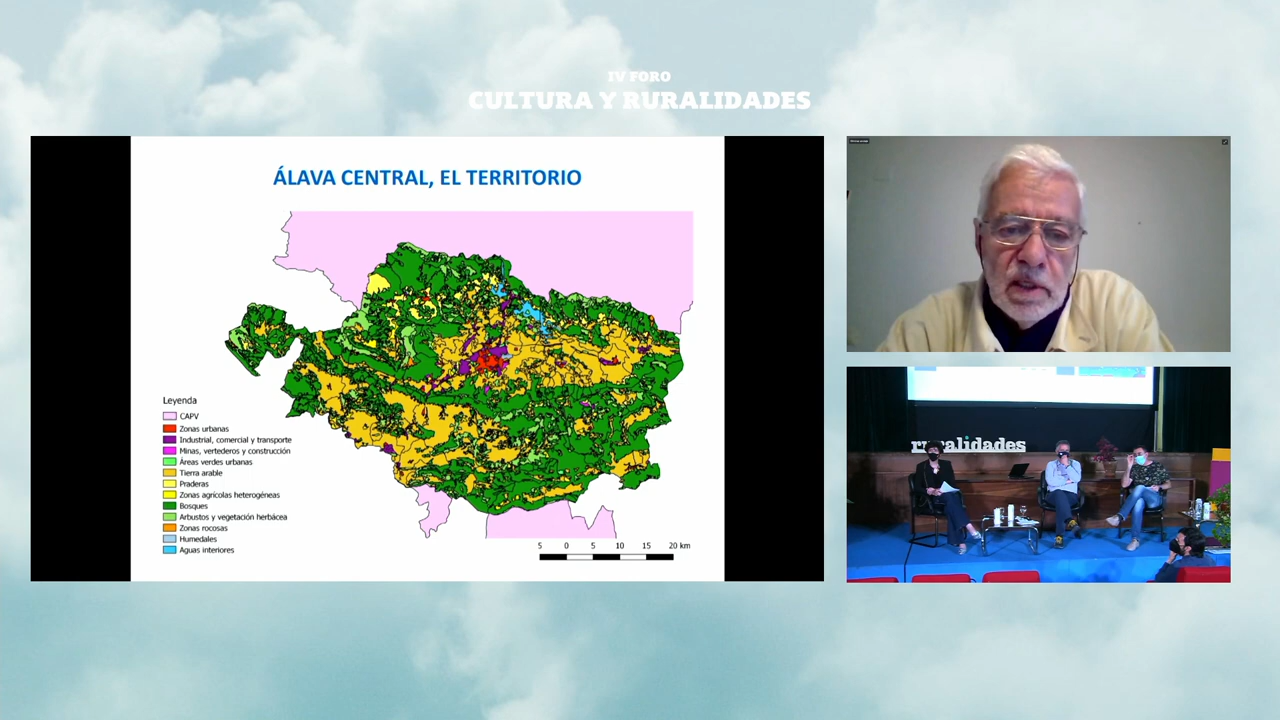 IV FORO
CULTURA Y RURALIDADES
ÁLAVA CENTRAL, EL TERRITORIO
Leyenda
CAPV
Zonas urbanas
Industrial, comercial y transporte
Minas, vertederos y construcción
Áreas verdes urbanas
Tierra arable
Praderas
Zonas agrícolas heterogéneas
Bosques
Arbustos y vegetación herbácea
Zonas rocosas
Humedales
Aguas interiores
5 0 5 10 15 20 km
ruralidades